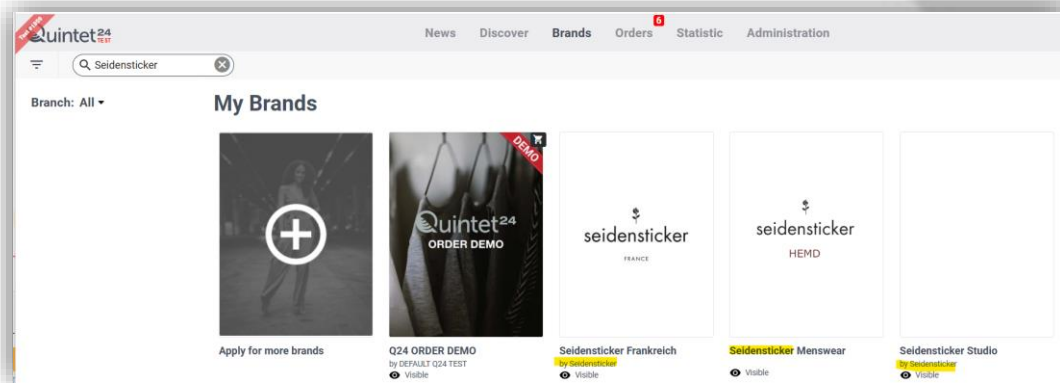 Quintet24
TEST
News Discover Brands Orders 6 Statistic Administration
Seidensticker
Branch: All
My Brands
DEMO
Quintet24
ORDER DEMO
seidensticker
FRANCE
seidensticker
HEMD
Apply for more brands
Q24 ORDER DEMO
by DEFAULT Q24 TEST
Visible
Seidensticker Frankreich
by Seidensticker
Visible
Seidensticker Menswear
Visible
Seidensticker Studio
by Seidensticker
Visible